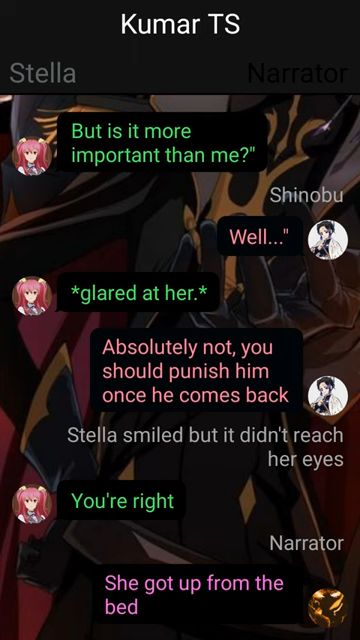 Kumar TS
Stella
Narrator
But is it more
important than me?"
Shinobu
Well..."
*glared at her.*
Absolutely not, you
should punish him
once he comes back
Stella smiled but it didn't reach
her eyes
You're right
Narrator
She got up from the
bed